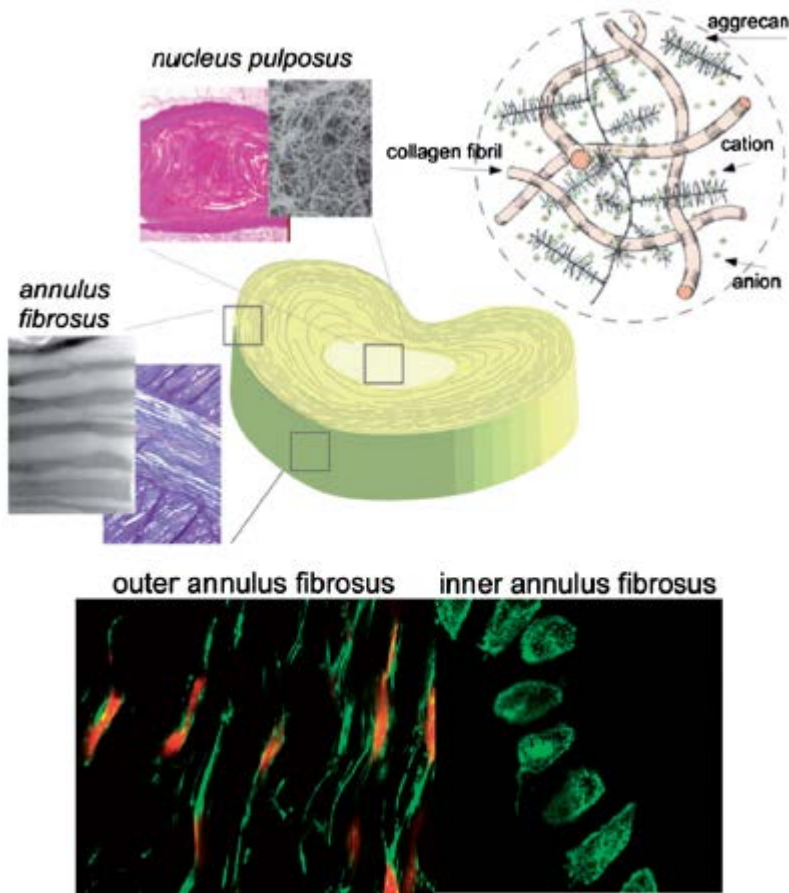 nucleus pulposus
aggrecan
collagen fibril
cation
anion
annulus
fibrosus
outer annulus fibrosus
inner annulus fibrosus